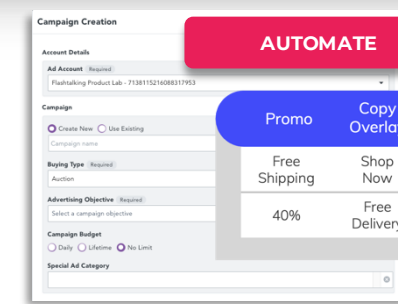 Campaign Creation
AUTOMATE
Account Details
Ad Account Required
Flashtalking Product Lab - 7138115216088317953
Campaign
Create New Use Existing
Campaign name
Buying Type Required
Auction
Advertising Objective Required
Select a campaign objective
Campaign Budget
Daily Lifetime No Limit
Special Ad Category
Promo
Copy
Overlay
Free
Shipping
Shop
Now
40%
Free
Delivery